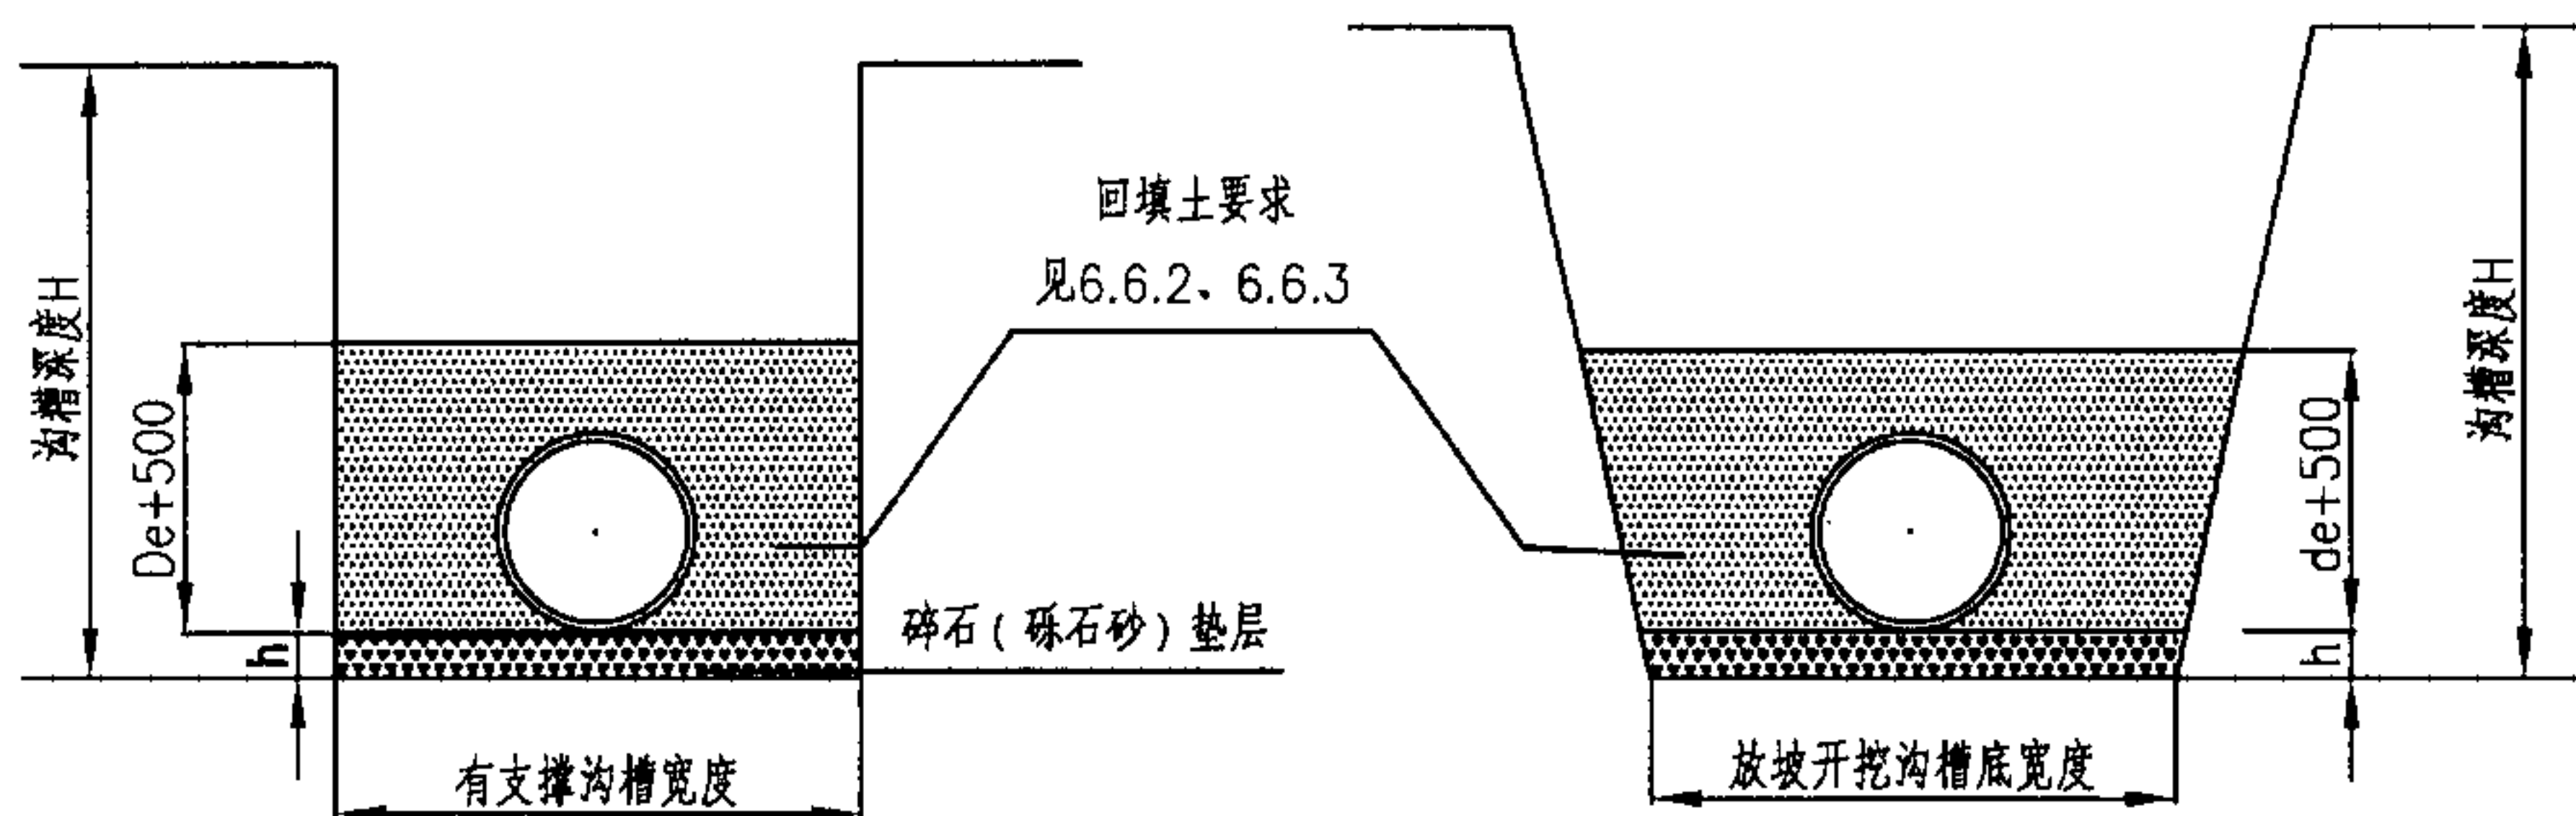 回填土要求
见6.6.2、6.6.3
沟槽深度H
De+500
h
碎石(砾石砂)垫层
有支撑沟槽宽度
沟槽深度H
de+500
h
放坡开挖沟槽底宽度